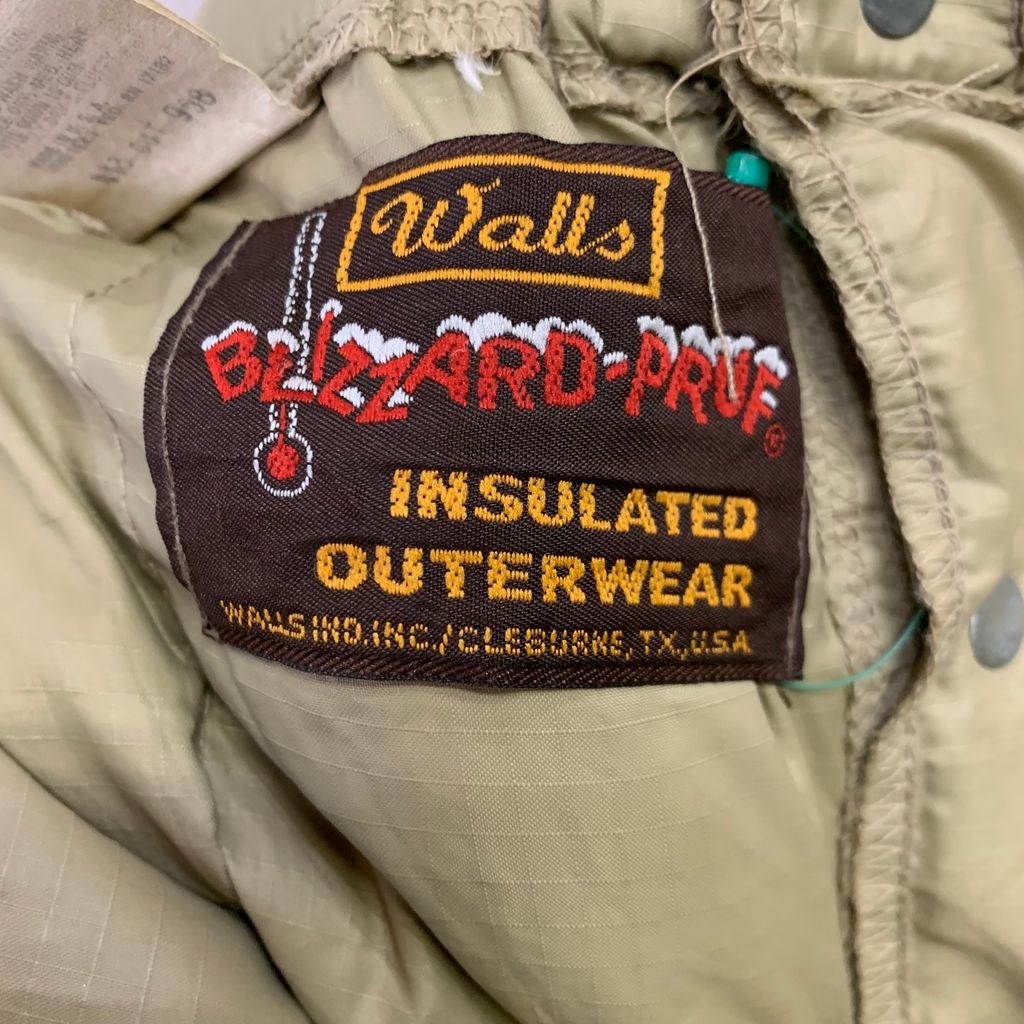 Walls
BLIZZARD-PRUF®
INSULATED
OUTERWEAR
WALLS IND.INC./CLEBURNE, TX.,U.S.A